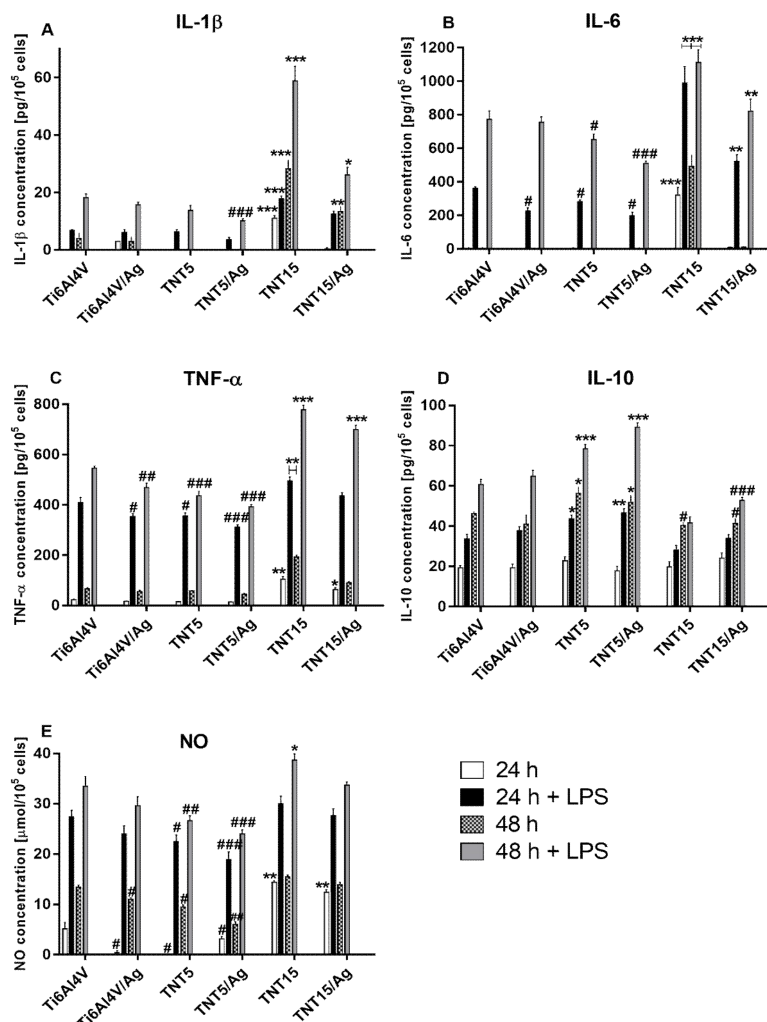 A
IL-1β
IL-1β concentration [pg/10⁵ cells]
60
40
20
0
***
***
***
***
###
**
*
Ti6Al4V
Ti6Al4V/Ag
TNT5
TNT5/Ag
TNT15
TNT15/Ag
B
IL-6
IL-6 concentration [pg/10⁵ cells]
1200
1000
800
600
400
200
0
#
#
#
#
###
***
***
**
**
Ti6Al4V
Ti6Al4V/Ag
TNT5
TNT5/Ag
TNT15
TNT15/Ag
C
TNF-α
TNF-α concentration [pg/10⁵ cells]
800
600
400
200
0
#
##
#
###
###
###
**
**
***
*
***
Ti6Al4V
Ti6Al4V/Ag
TNT5
TNT5/Ag
TNT15
TNT15/Ag
D
IL-10
IL-10 concentration [pg/10⁵ cells]
100
80
60
40
20
0
*
*
***
**
*
***
#
#
###
Ti6Al4V
Ti6Al4V/Ag
TNT5
TNT5/Ag
TNT15
TNT15/Ag
E
NO
NO concentration [µmol/10⁵ cells]
40
30
20
10
0
#
#
#
#
#
##
#
###
##
###
**
*
**
Ti6Al4V
Ti6Al4V/Ag
TNT5
TNT5/Ag
TNT15
TNT15/Ag
24 h
24 h + LPS
48 h
48 h + LPS